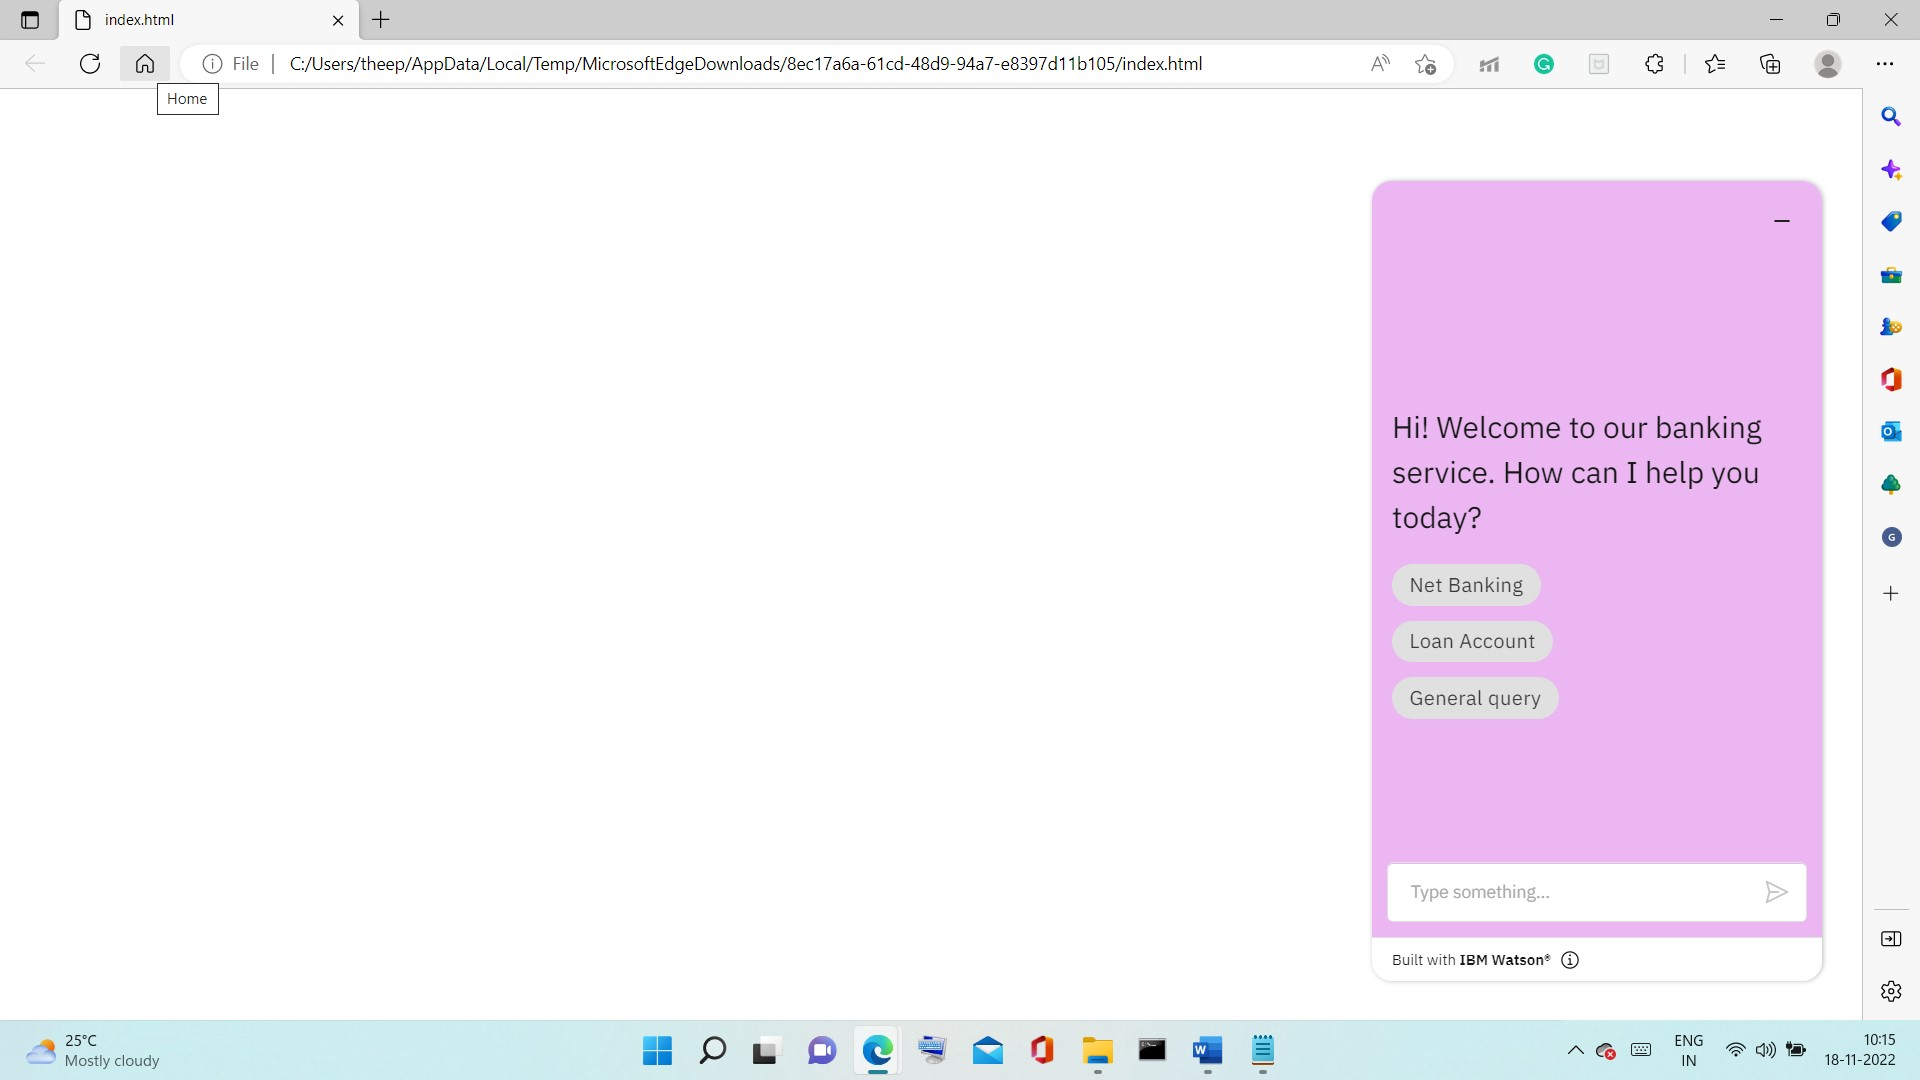 index.html
File
C:/Users/theep/AppData/Local/Temp/MicrosoftEdgeDownloads/8ec17a6a-61cd-48d9-94a7-e8397d11b105/index.html
Home
Hi! Welcome to our banking
service. How can I help you
today?
Net Banking
Loan Account
General query
Type something...
Built with IBM Watson®
G
25°C
Mostly cloudy
ENG
IN
10:15
18-11-2022